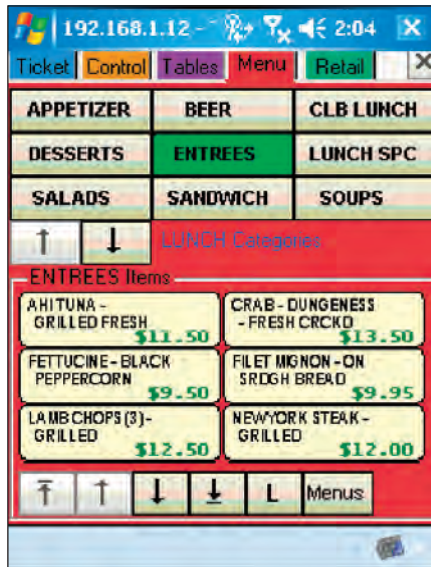 192.168.1.12 - 2:04 X
Ticket Control Tables Menu Retail X
APPETIZER BEER CLB LUNCH
DESSERTS ENTREES LUNCH SPC
SALADS SANDWICH SOUPS
LUNCH Categories
ENTREES Items
AHI TUNA - CRAB - DUNGENESS
GRILLED FRESH - FRESH CRCKD
$11.50 $13.50
FETTUCINE - BLACK FILET MIGNON - ON
PEPPERCORN SRDGH BREAD
$9.50 $9.95
LAMB CHOPS (3) - NEWYORK STEAK -
GRILLED GRILLED
$12.50 $12.00
L Menus